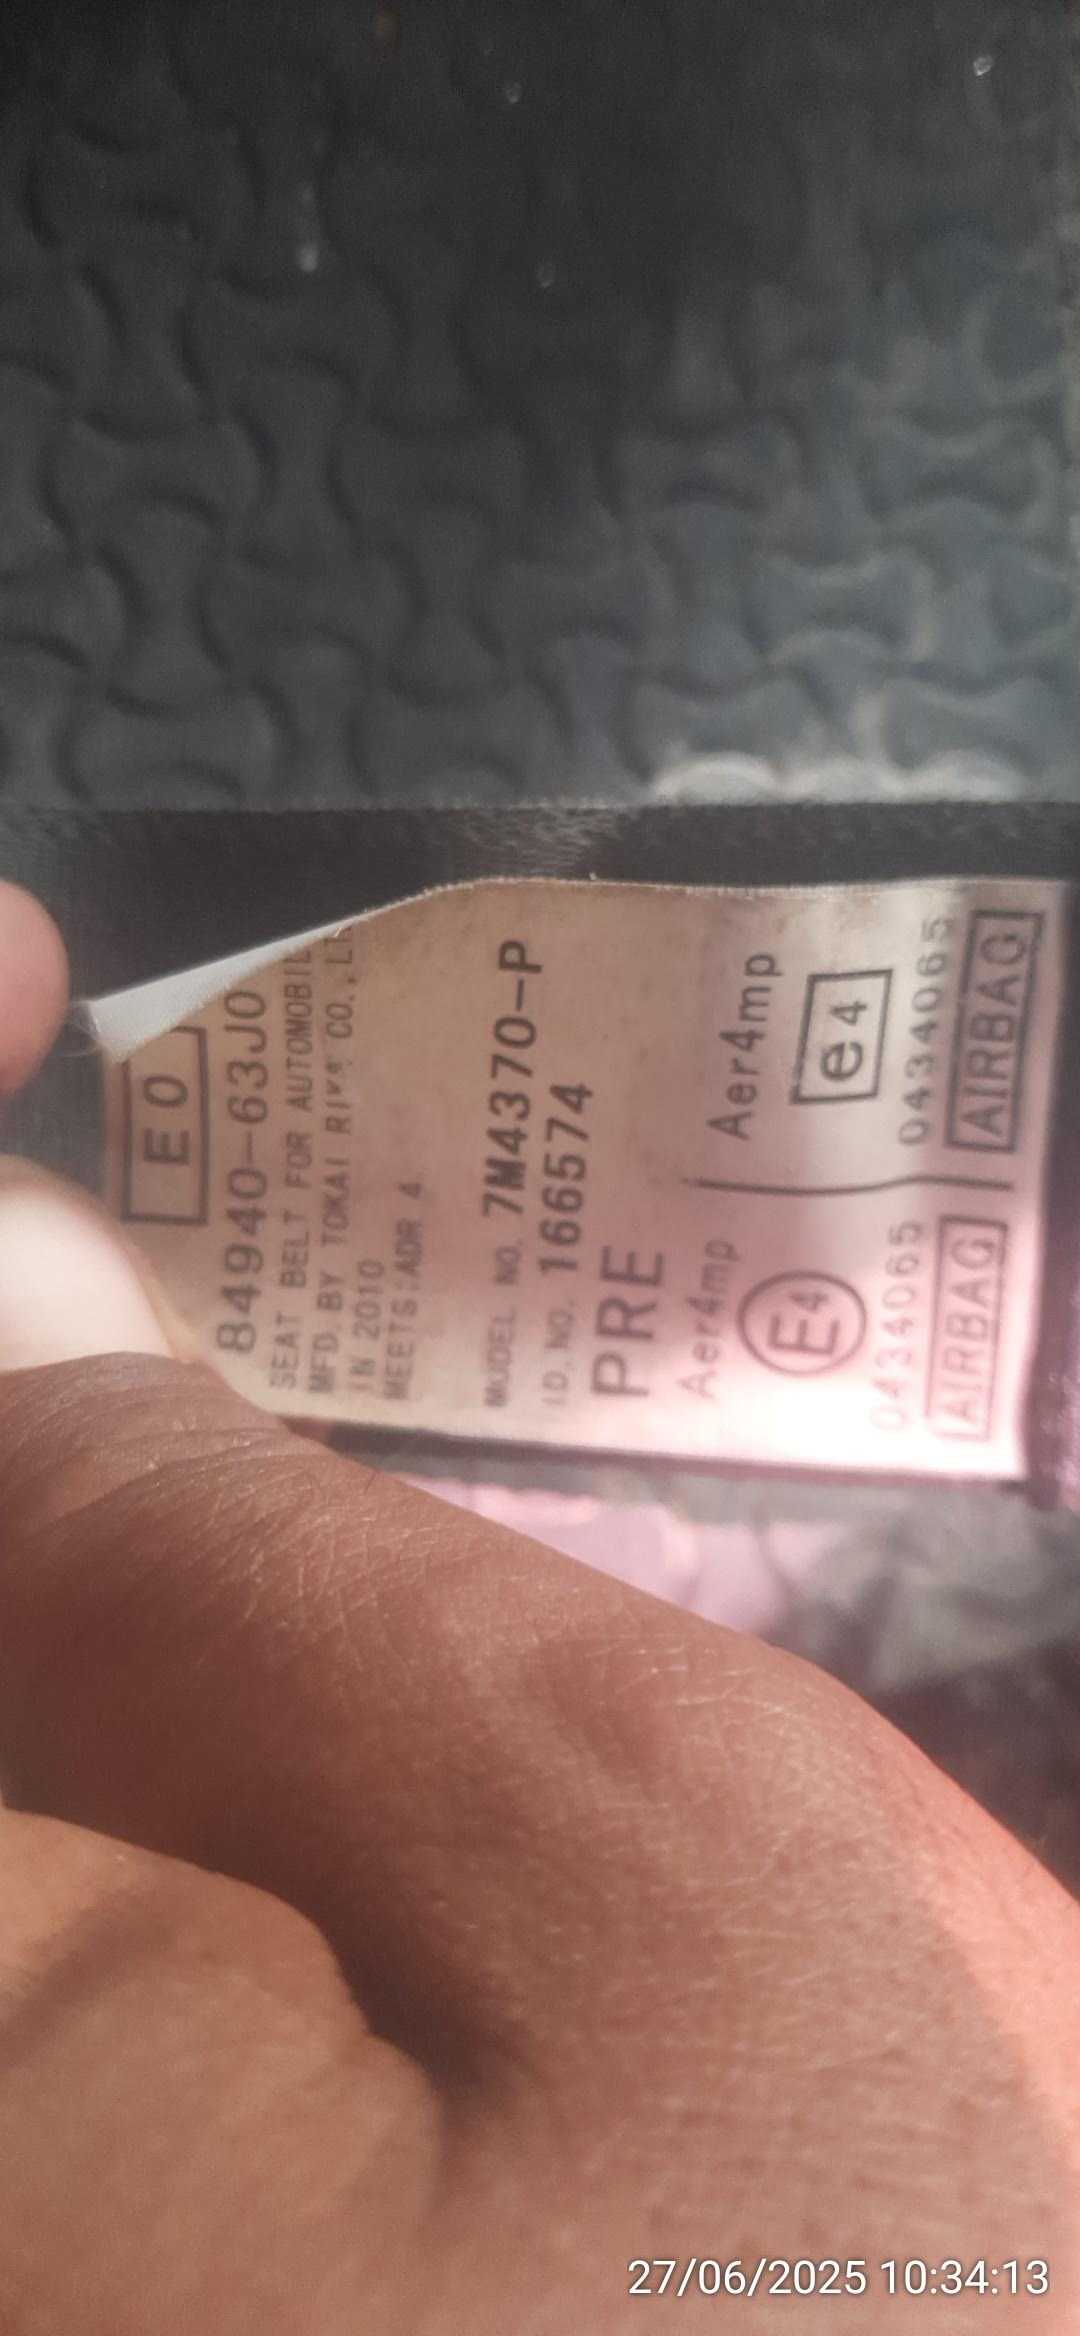 E0
84940-63J0
SEAT BELT FOR AUTOMOBIL
MFD. BY TOKAI RIKA CO.,LT
IN 2010
MEETS:ADR 4
MODEL NO. 7M4370-P
ID.NO. 166574
PRE
Aer4mp
E4
0434065
AIRBAG
Aer4mp
e4
0434065
AIRBAG
27/06/2025 10:34:13